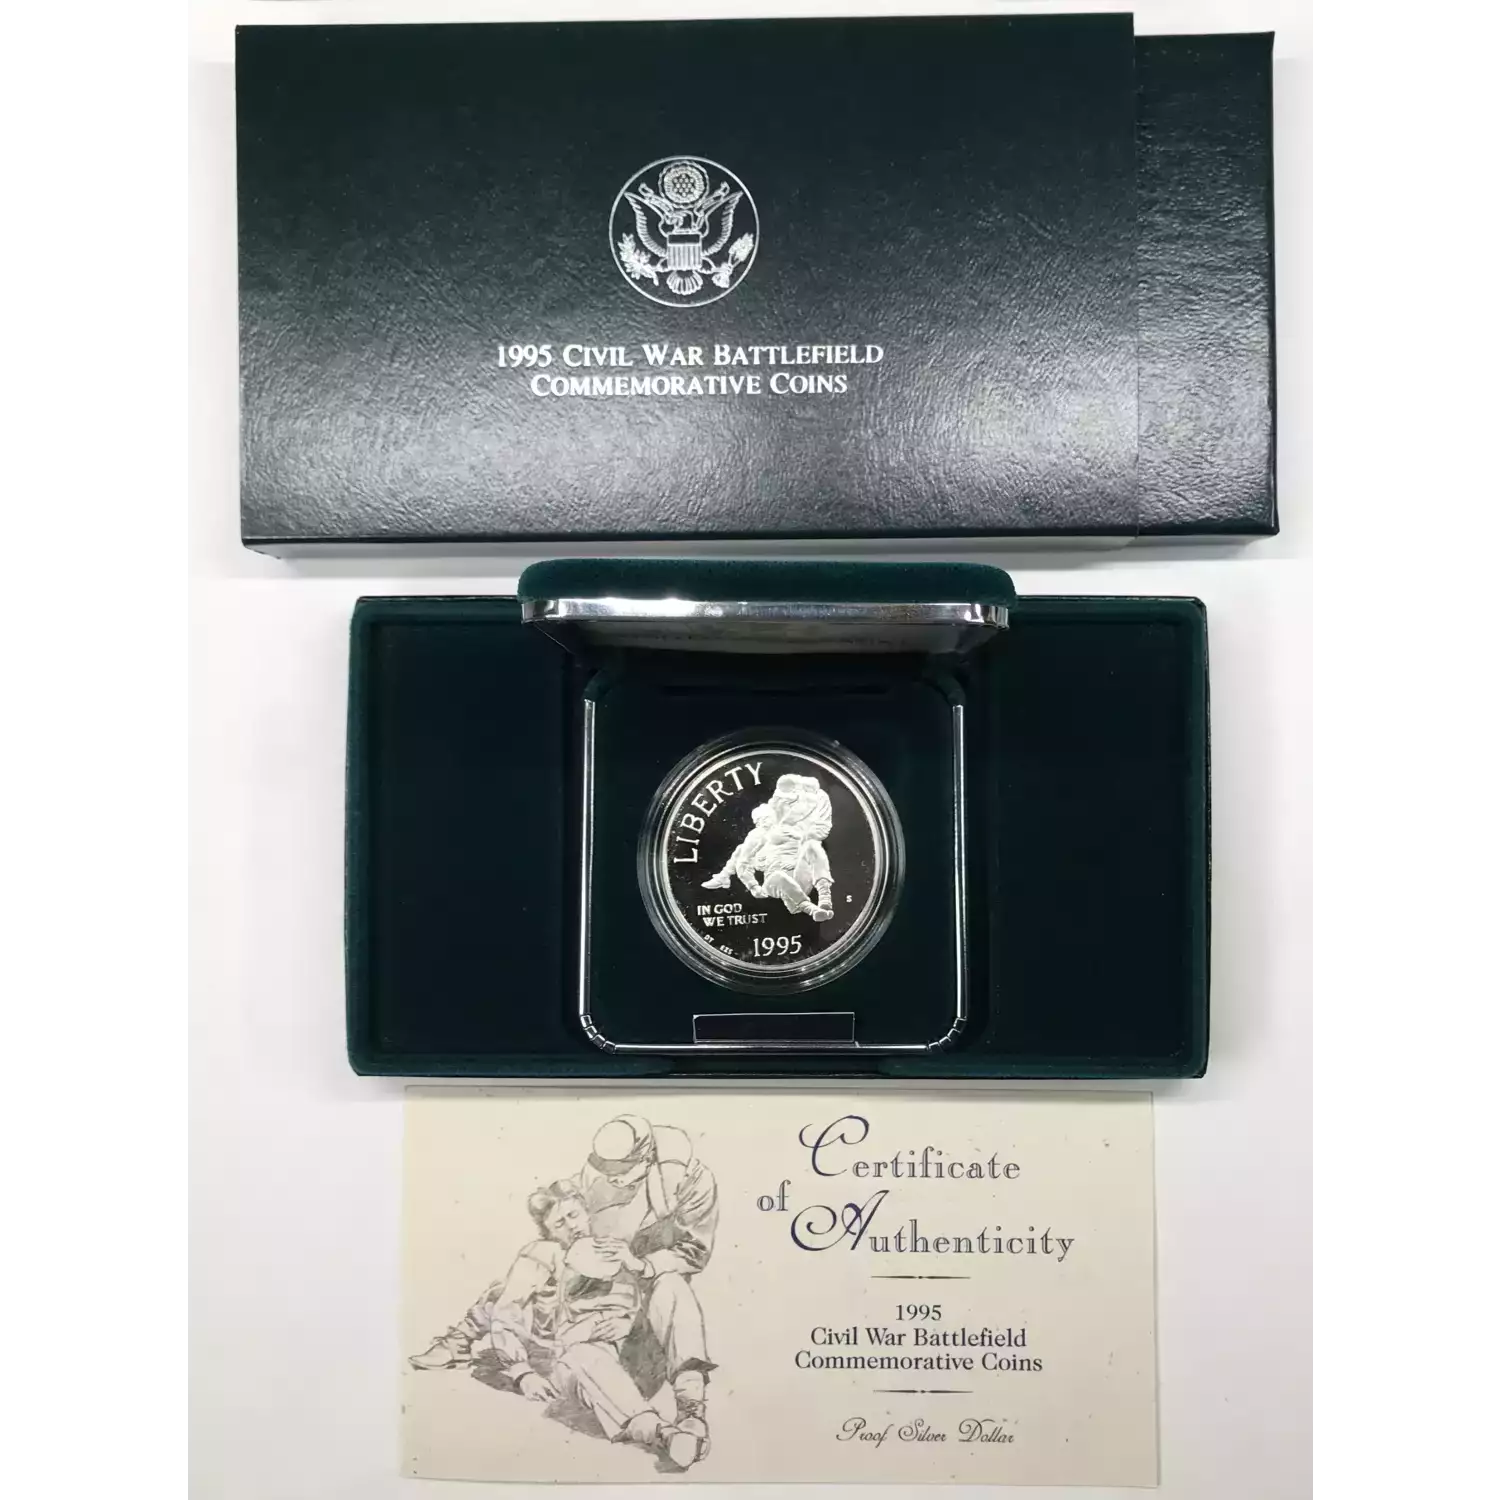 1995 CIVIL WAR BATTLEFIELD
COMMEMORATIVE COINS
LIBERTY
S
IN GOD
WE TRUST
1995
Certificate
of Authenticity
1995
Civil War Battlefield
Commemorative Coins
Proof Silver Dollar